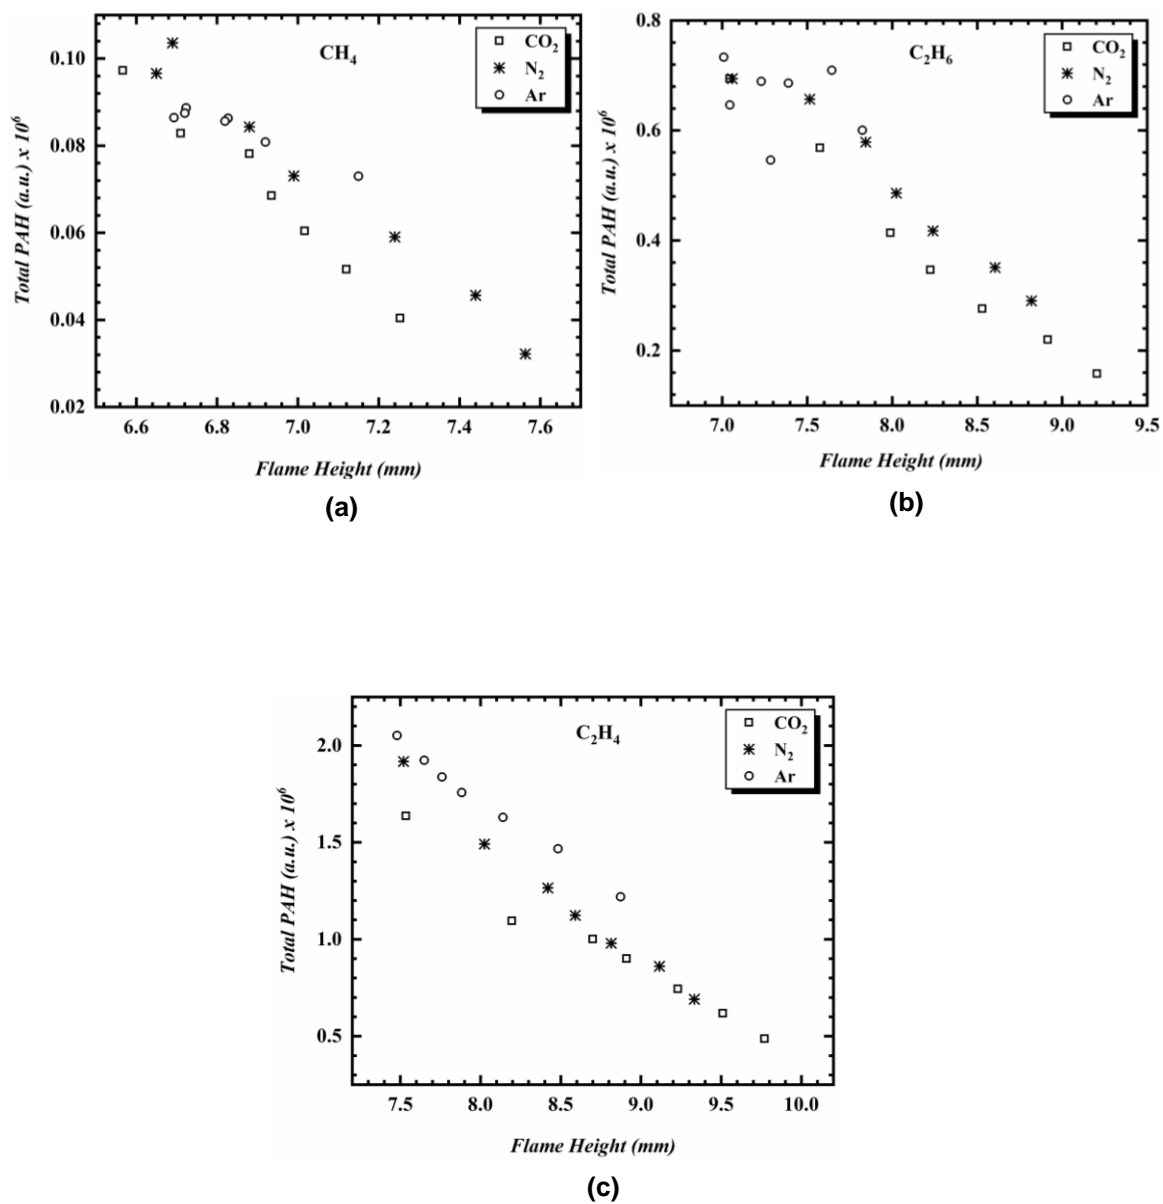 CH₄
CO₂
N₂
Ar
0.10
0.08
0.06
0.04
0.02
Total PAH (a.u.) x 10⁶
6.6 6.8 7.0 7.2 7.4 7.6
Flame Height (mm)
(a)
C₂H₆
CO₂
N₂
Ar
0.8
0.6
0.4
0.2
Total PAH (a.u.) x 10⁶
7.0 7.5 8.0 8.5 9.0 9.5
Flame Height (mm)
(b)
C₂H₄
CO₂
N₂
Ar
2.0
1.5
1.0
0.5
Total PAH (a.u.) x 10⁶
7.5 8.0 8.5 9.0 9.5 10.0
Flame Height (mm)
(c)